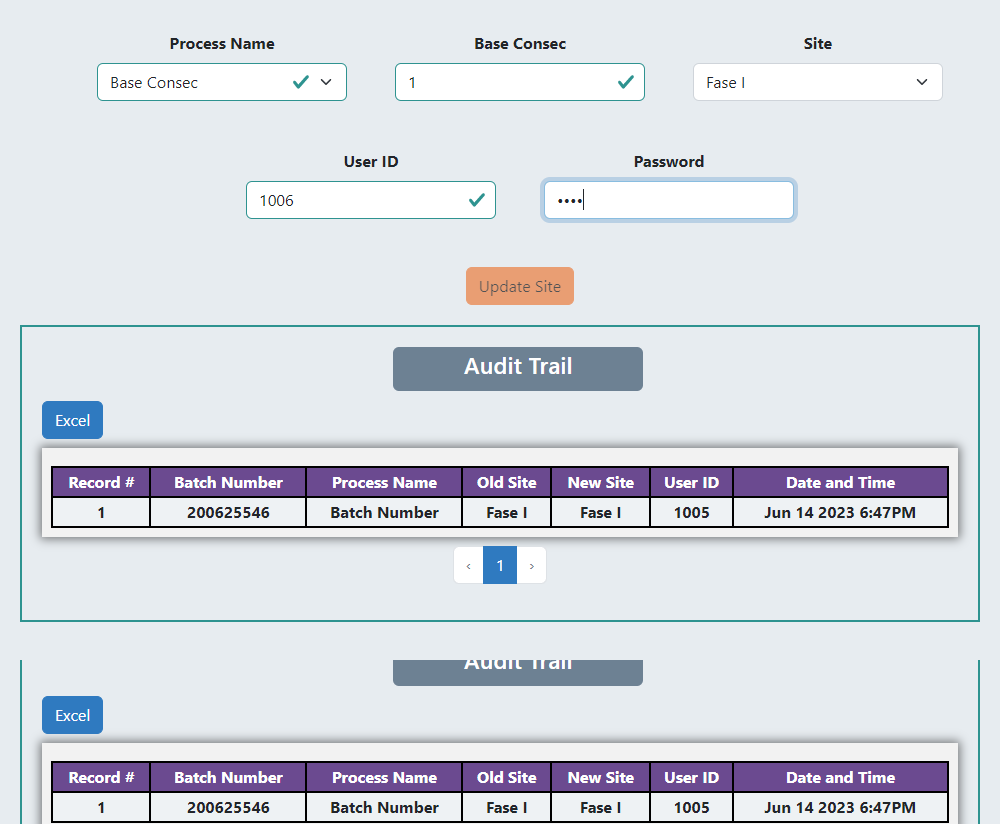 Process Name Base Consec Site
Base Consec 1 Fase I
User ID Password
1006 ••••
Update Site
Audit Trail
Excel
Record # Batch Number Process Name Old Site New Site User ID Date and Time
1 200625546 Batch Number Fase I Fase I 1005 Jun 14 2023 6:47PM
‹ 1 ›
Audit Trail
Excel
Record # Batch Number Process Name Old Site New Site User ID Date and Time
1 200625546 Batch Number Fase I Fase I 1005 Jun 14 2023 6:47PM